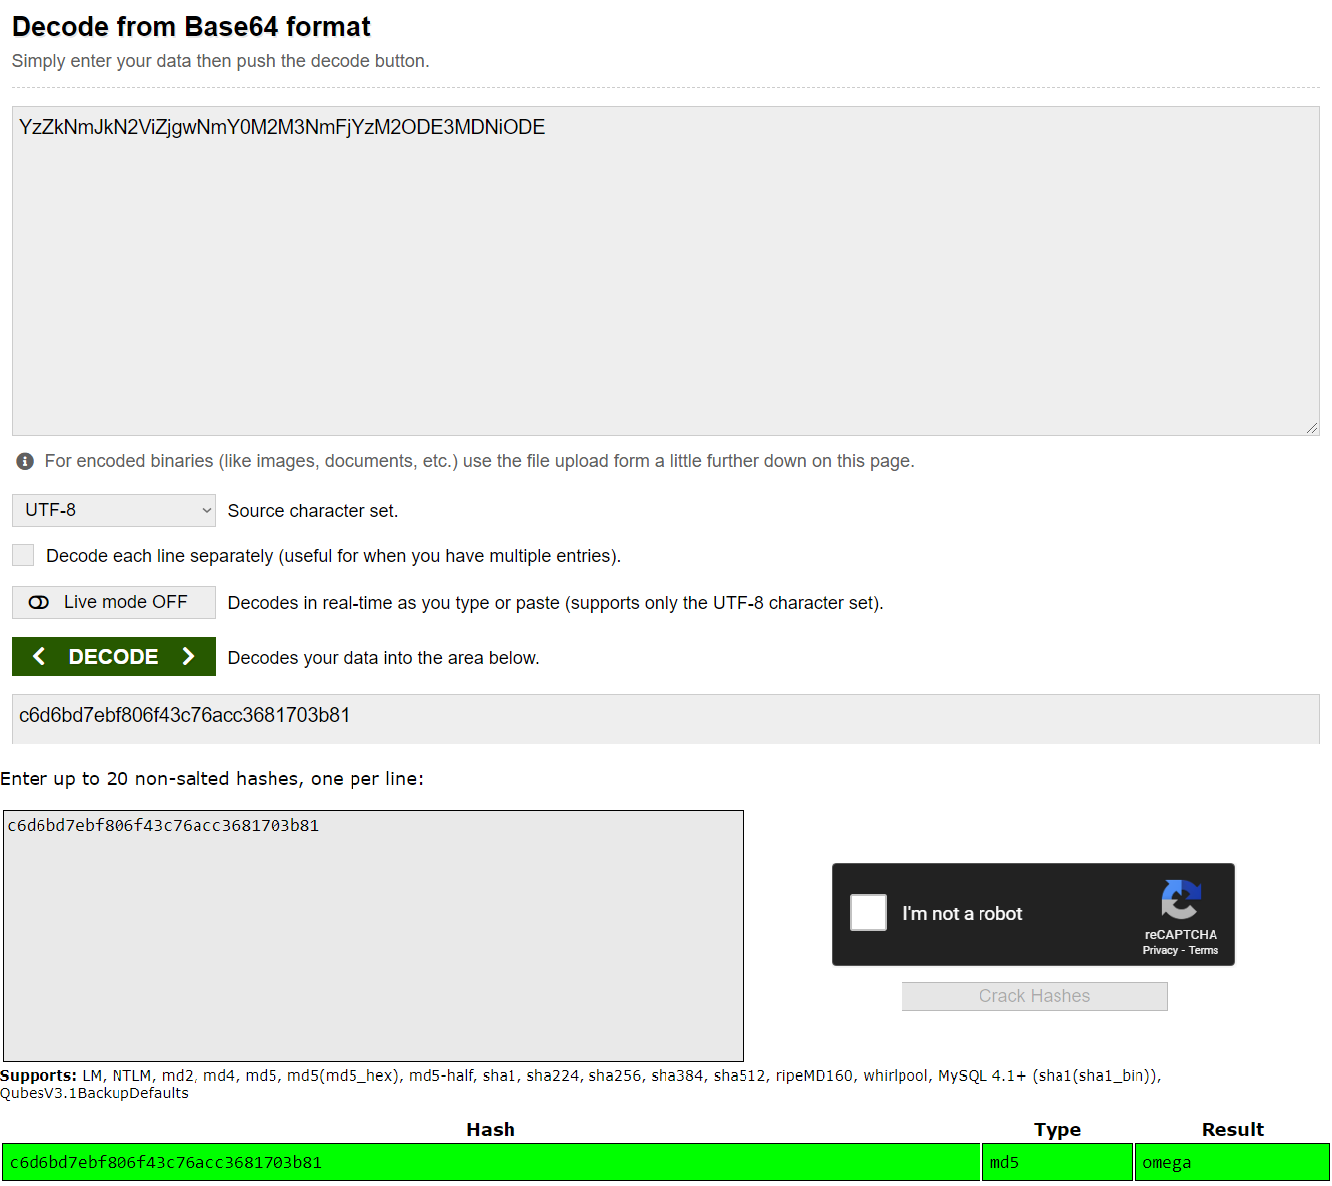 Decode from Base64 format
Simply enter your data then push the decode button.
YzZkNmJkN2ViZjgwNmY0M2M3NmFjYzM2ODE3MDNiODE
For encoded binaries (like images, documents, etc.) use the file upload form a little further down on this page.
UTF-8 Source character set.
Decode each line separately (useful for when you have multiple entries).
Live mode OFF Decodes in real-time as you type or paste (supports only the UTF-8 character set).
DECODE Decodes your data into the area below.
c6d6bd7ebf806f43c76acc3681703b81
Enter up to 20 non-salted hashes, one per line:
c6d6bd7ebf806f43c76acc3681703b81
I'm not a robot
reCAPTCHA
Privacy - Terms
Crack Hashes
Supports: LM, NTLM, md2, md4, md5, md5(md5_hex), md5-half, sha1, sha224, sha256, sha384, sha512, ripeMD160, whirlpool, MySQL 4.1+ (sha1(sha1_bin)),
QubesV3.1BackupDefaults
Hash Type Result
c6d6bd7ebf806f43c76acc3681703b81 md5 omega